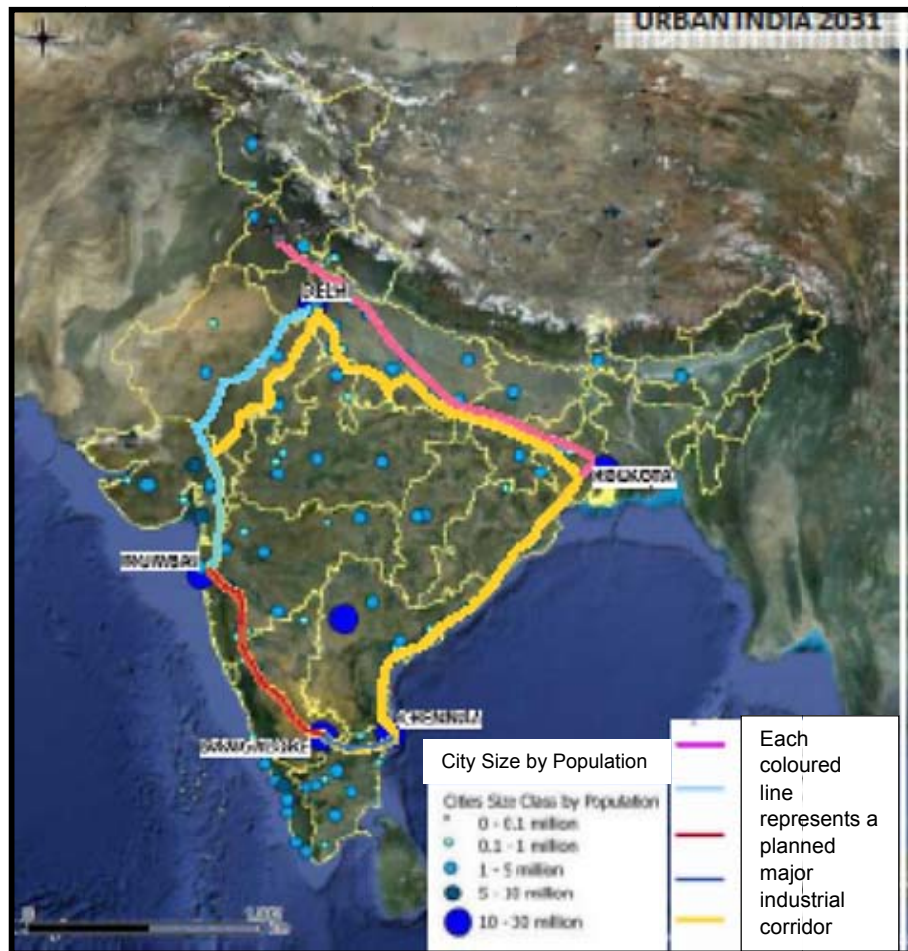 URBAN INDIA 2031
DELHI
MUMBAI
BANGALORE
CHENNAI
City Size by Population
Cities Size Class by Population
0 - 0.1 million
0.1 - 1 million
1 - 5 million
5 - 10 million
10 - 30 million
Each
coloured
line
represents a
planned
major
industrial
corridor